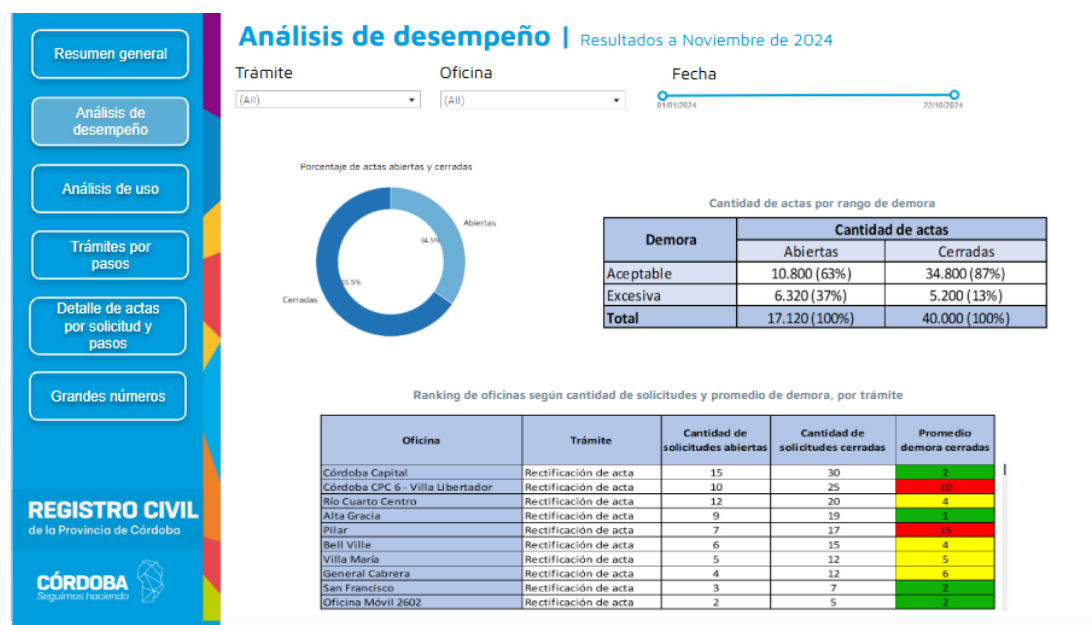 Resumen general
Análisis de
desempeño
Análisis de uso
Trámites por
pasos
Detalle de actas
por solicitud y
pasos
Grandes números
REGISTRO CIVIL
de la Provincia de Córdoba
CÓRDOBA
Seguimos haciendo
Análisis de desempeño | Resultados a Noviembre de 2024
Trámite Oficina Fecha
(All) (All)
01/01/2024 22/10/2024
Porcentaje de actas abiertas y cerradas
Abiertas
34.5%
5.5%
Cerradas
Cantidad de actas por rango de demora
Demora Cantidad de actas
Abiertas Cerradas
Aceptable 10.800 (63%) 34.800 (87%)
Excesiva 6.320 (37%) 5.200 (13%)
Total 17.120 (100%) 40.000 (100%)
Ranking de oficinas según cantidad de solicitudes y promedio de demora, por trámite
Oficina Trámite Cantidad de solicitudes abiertas Cantidad de solicitudes cerradas Promedio demora cerradas
Córdoba Capital Rectificación de acta 15 30 2
Córdoba CPC 6 - Villa Libertador Rectificación de acta 10 25 10
Río Cuarto Centro Rectificación de acta 12 20 4
Alta Gracia Rectificación de acta 9 19 1
Pilar Rectificación de acta 7 17 15
Bell Ville Rectificación de acta 6 15 4
Villa María Rectificación de acta 5 12 5
General Cabrera Rectificación de acta 4 12 6
San Francisco Rectificación de acta 3 7 2
Oficina Móvil 2602 Rectificación de acta 2 5 2